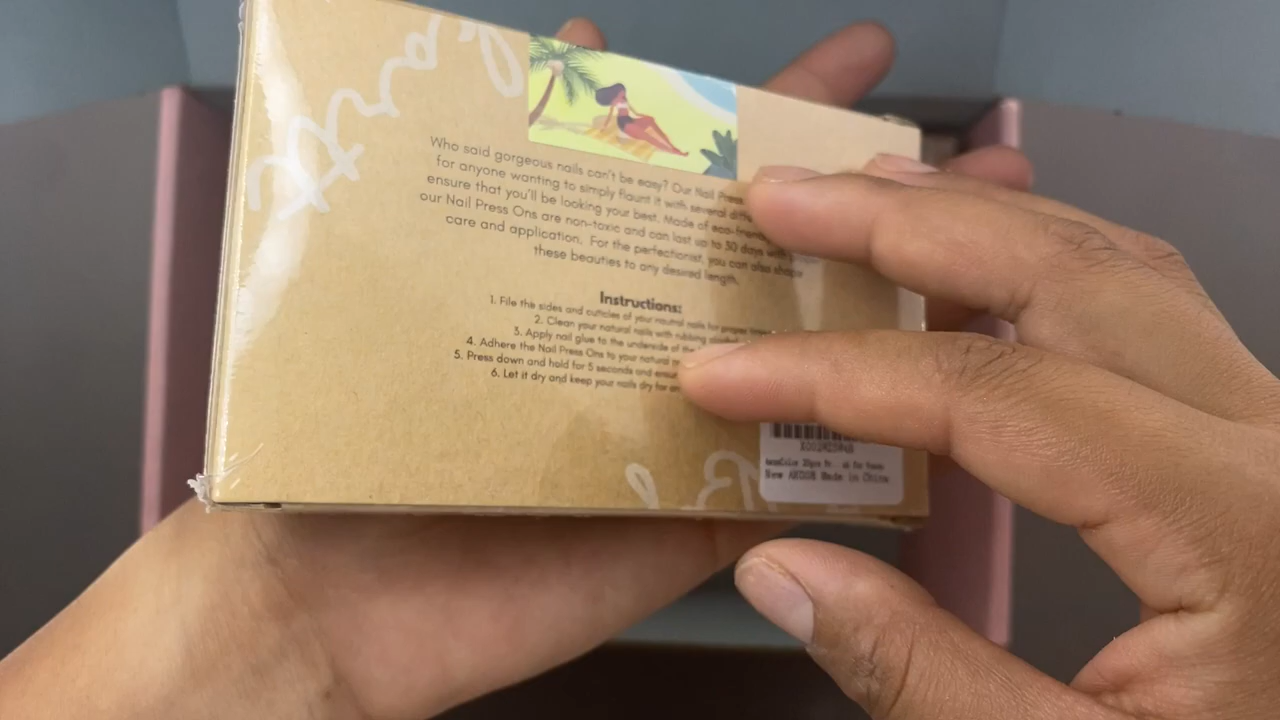 Who said gorgeous nails can't be easy? Our Nail Press
for anyone wanting to simply flaunt it with several
ensure that you'll be looking your best. Made of
our Nail Press Ons are non-toxic and can last up to 30 days with
care and application. For the perfectionist, you can also shape
these beauties to any desired length.
Instructions:
1. File the sides and cuticles of your natural nails for proper
2. Clean your natural nails with rubbing
3. Apply nail glue to the underside of the
4. Adhere the Nail Press Ons to your natural
5. Press down and hold for 5 seconds and
6. Let it dry and keep your nails dry for
New Made in China